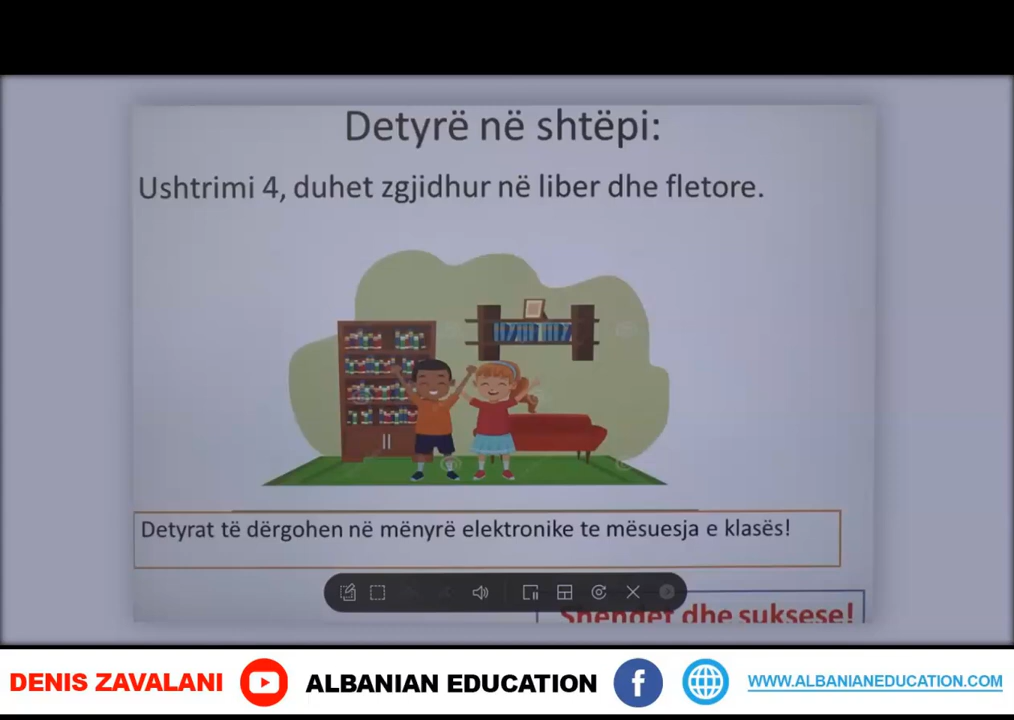 Detyrë në shtëpi:
Ushtrimi 4, duhet zgjidhur në liber dhe fletore.
Detyrat të dërgohen në mënyrë elektronike te mësuesja e klasës!
Shëndet dhe suksese!
DENIS ZAVALANI ALBANIAN EDUCATION WWW.ALBANIANEDUCATION.COM